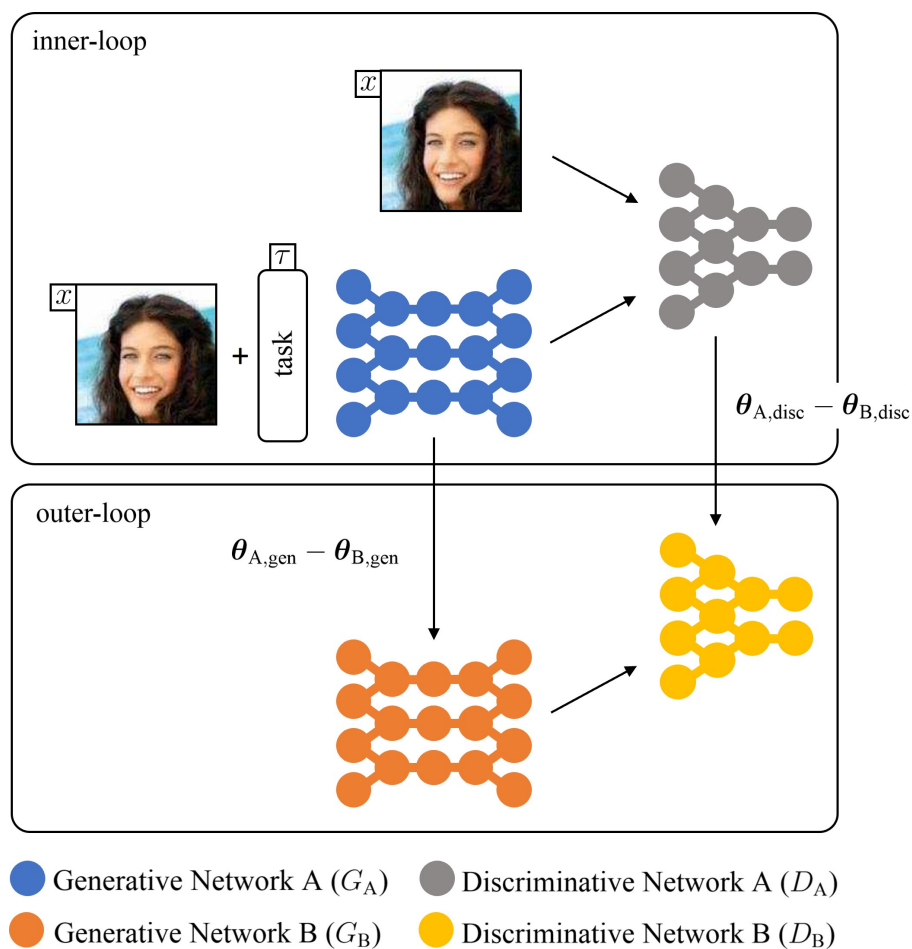 inner-loop
x
τ
x
+
task
θA,disc − θB,disc
outer-loop
θA,gen − θB,gen
Generative Network A (GA)
Discriminative Network A (DA)
Generative Network B (GB)
Discriminative Network B (DB)